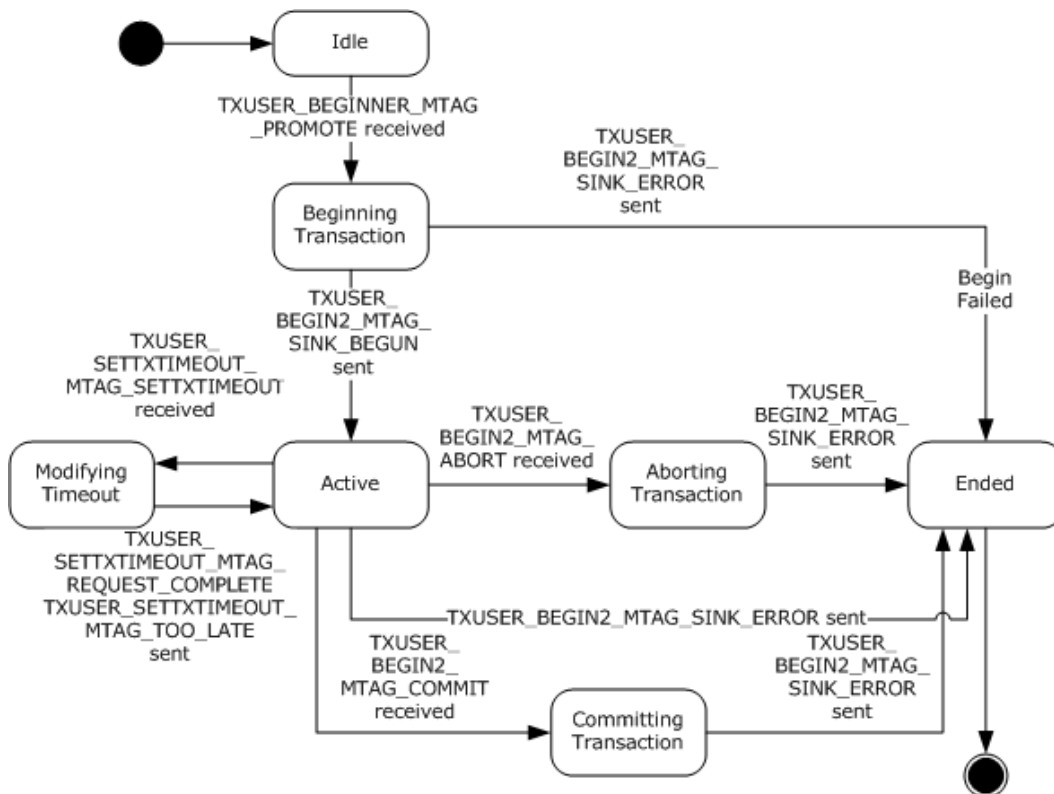 Idle
TXUSER_BEGINNER_MTAG
_PROMOTE received
TXUSER_
BEGIN2_MTAG_
SINK_ERROR
sent
Beginning
Transaction
Begin
Failed
TXUSER_
BEGIN2_MTAG_
SINK_BEGUN
sent
TXUSER_
SETTXTIMEOUT_
MTAG_SETTXTIMEOUT
received
TXUSER_
BEGIN2_MTAG_
ABORT received
TXUSER_
BEGIN2_MTAG_
SINK_ERROR
sent
Modifying
Timeout
Active
Aborting
Transaction
Ended
TXUSER_
SETTXTIMEOUT_MTAG_
REQUEST_COMPLETE
TXUSER_SETTXTIMEOUT_
MTAG_TOO_LATE
sent
TXUSER_BEGIN2_MTAG_SINK_ERROR sent
TXUSER_
BEGIN2_
MTAG_COMMIT
received
TXUSER_
BEGIN2_MTAG_
SINK_ERROR
sent
Committing
Transaction